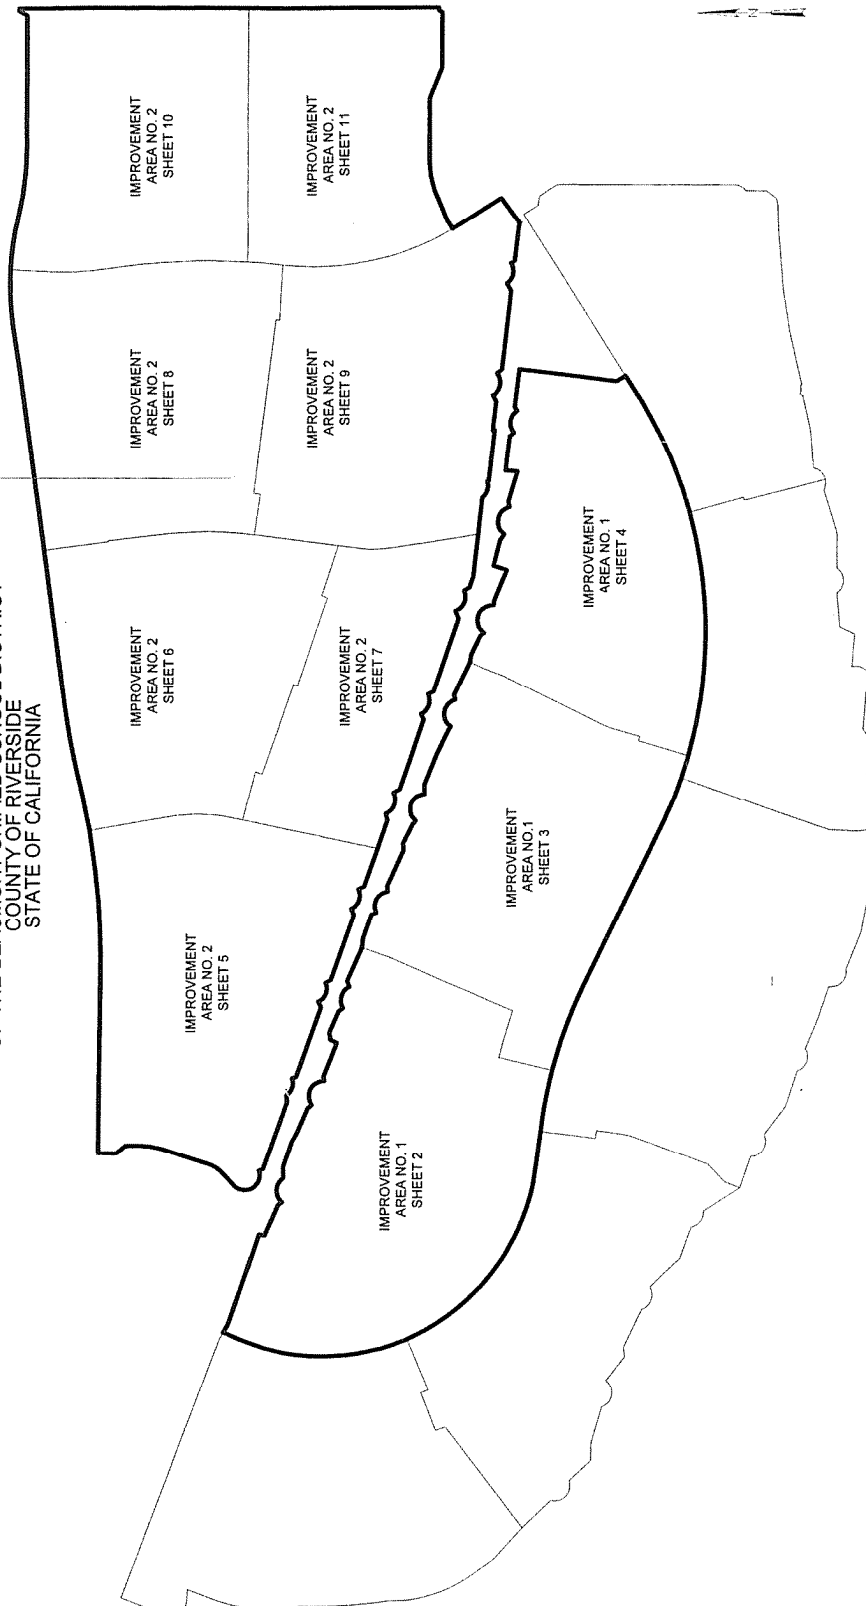 COUNTY OF RIVERSIDE
STATE OF CALIFORNIA
IMPROVEMENT
AREA NO. 2
SHEET 10
IMPROVEMENT
AREA NO. 2
SHEET 11
IMPROVEMENT
AREA NO. 2
SHEET 8
IMPROVEMENT
AREA NO. 2
SHEET 9
IMPROVEMENT
AREA NO. 2
SHEET 6
IMPROVEMENT
AREA NO. 2
SHEET 7
IMPROVEMENT
AREA NO. 2
SHEET 5
IMPROVEMENT
AREA NO. 1
SHEET 4
IMPROVEMENT
AREA NO.1
SHEET 3
IMPROVEMENT
AREA NO. 1
SHEET 2
N